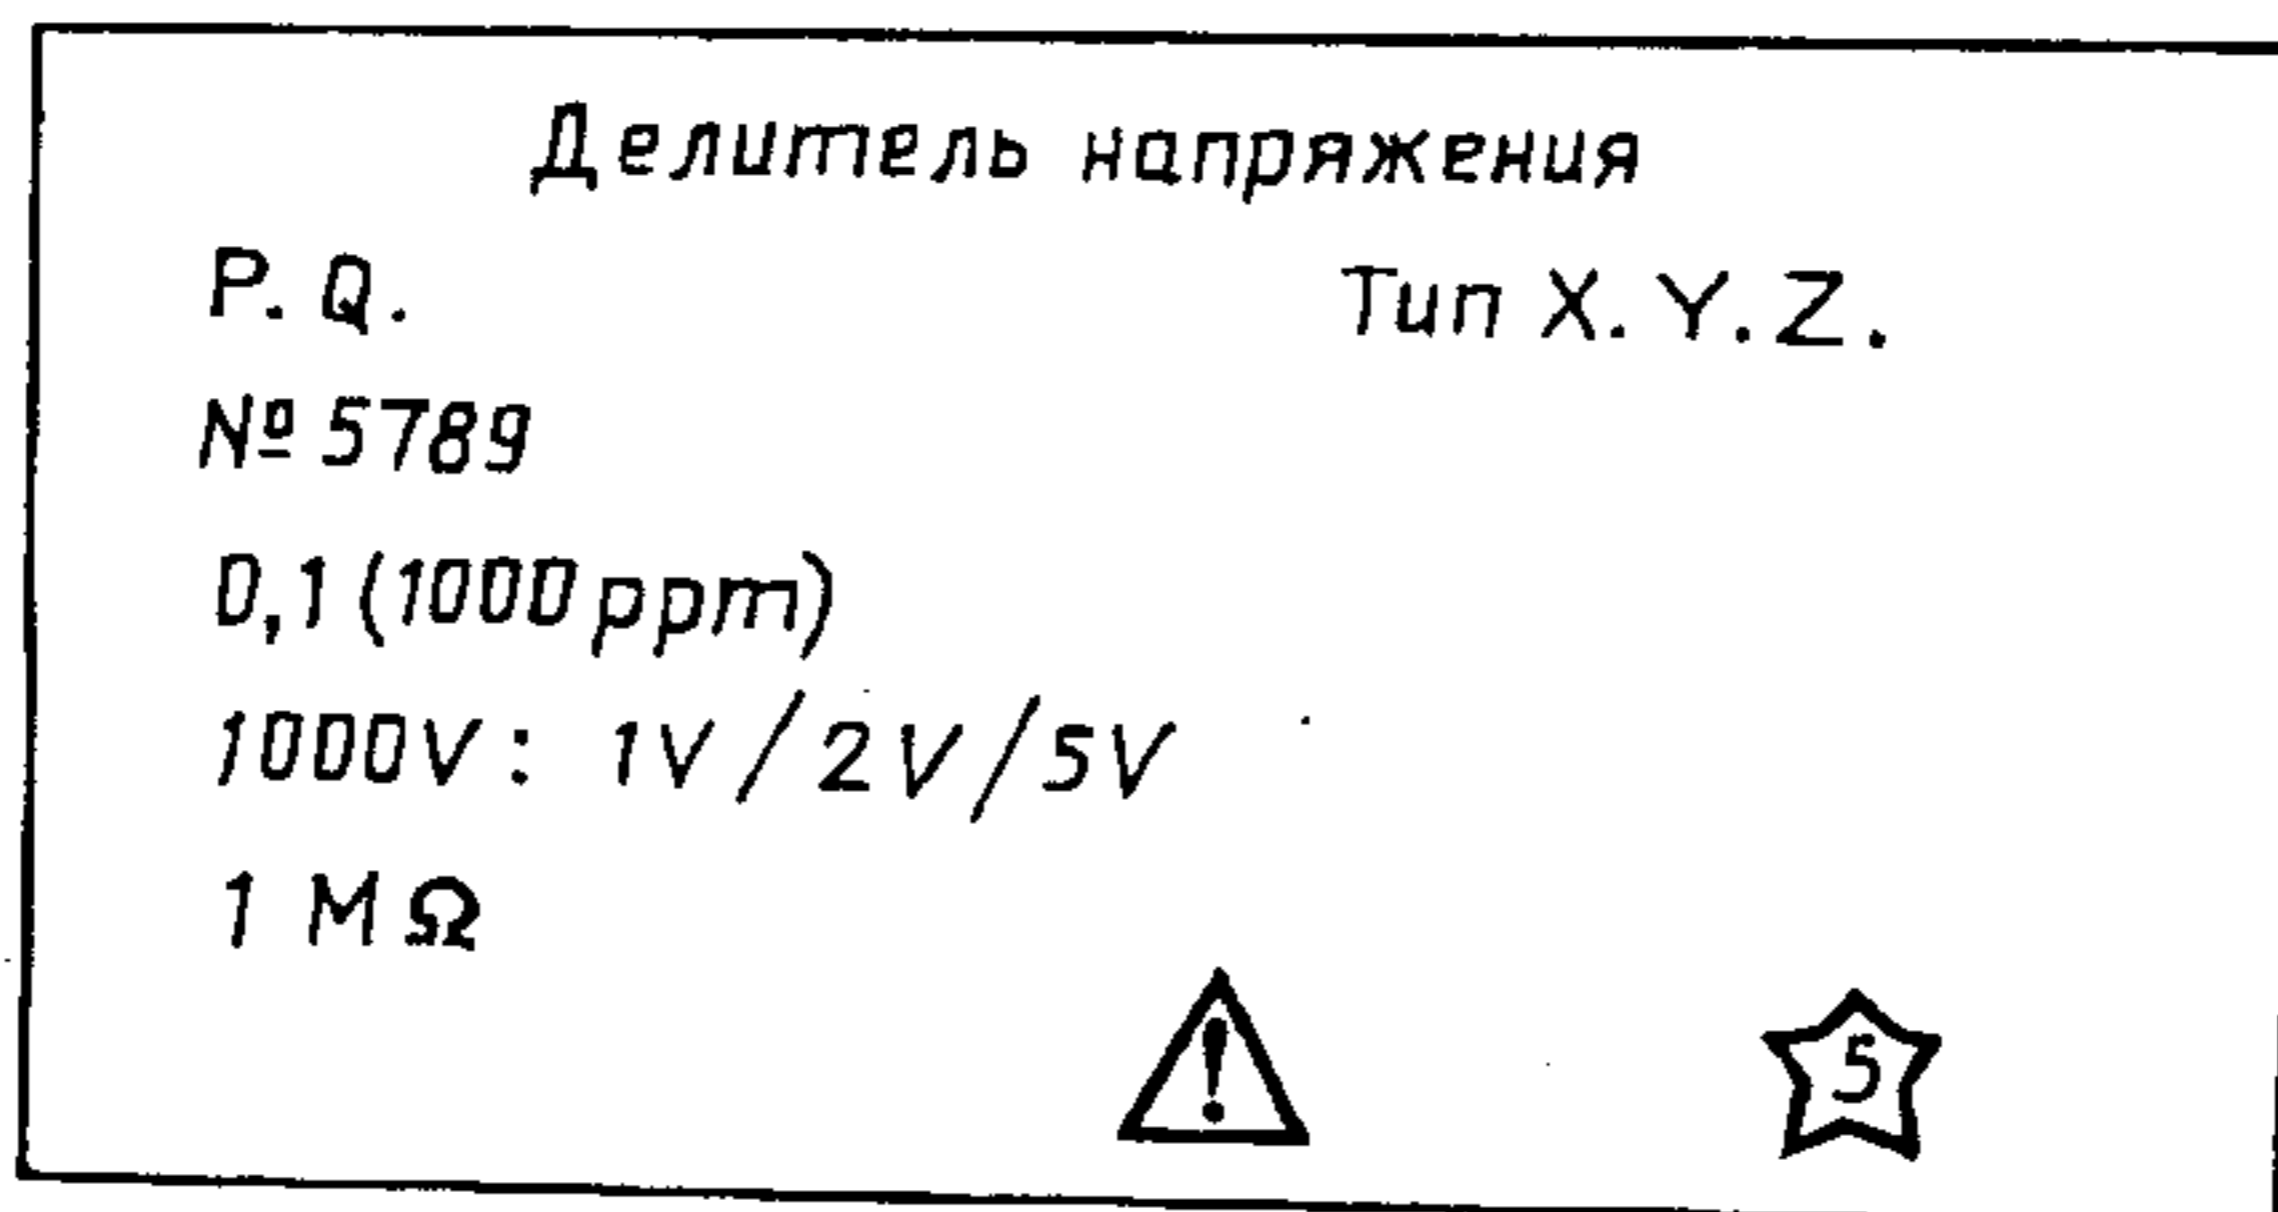 Делитель напряжения
P. Q. Тип X. Y. Z.
№ 5789
0,1 (1000 ppm)
1000V : 1V / 2V / 5V
1 MΩ
!
5